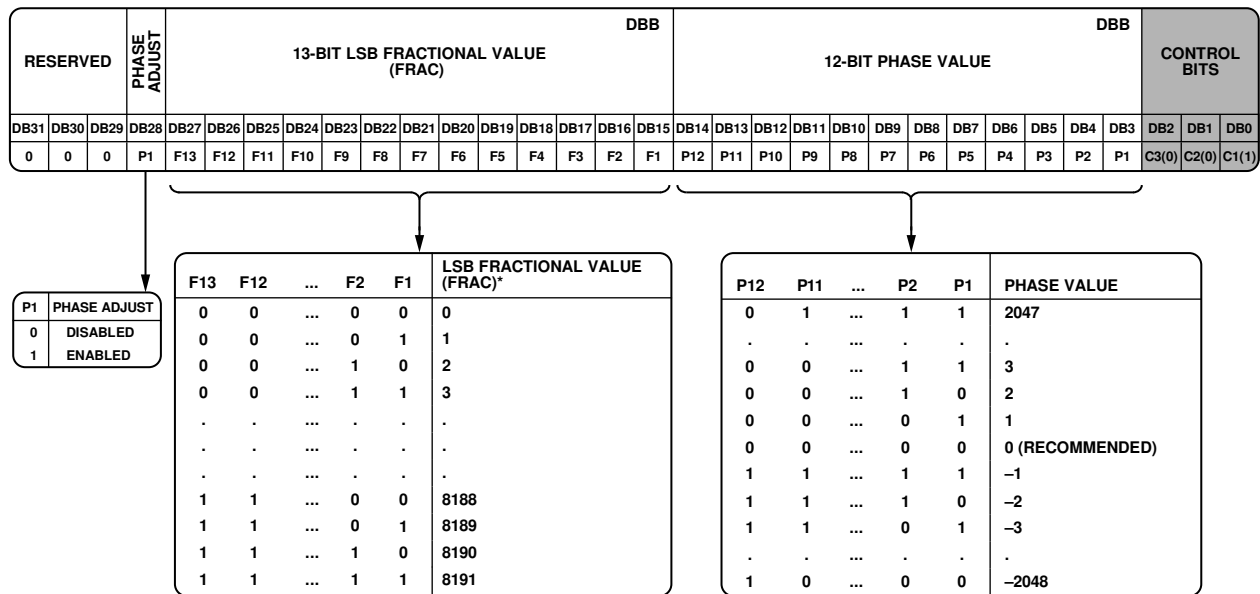 RESERVED
PHASE
ADJUST
13-BIT LSB FRACTIONAL VALUE
(FRAC)
DBB
12-BIT PHASE VALUE
DBB
CONTROL
BITS
DB31 DB30 DB29 DB28 DB27 DB26 DB25 DB24 DB23 DB22 DB21 DB20 DB19 DB18 DB17 DB16 DB15 DB14 DB13 DB12 DB11 DB10 DB9 DB8 DB7 DB6 DB5 DB4 DB3 DB2 DB1 DB0
0 0 0 P1 F13 F12 F11 F10 F9 F8 F7 F6 F5 F4 F3 F2 F1 P12 P11 P10 P9 P8 P7 P6 P5 P4 P3 P2 P1 C3(0) C2(0) C1(1)
P1 PHASE ADJUST
0 DISABLED
1 ENABLED
F13 F12 ... F2 F1 LSB FRACTIONAL VALUE
(FRAC)*
0 0 ... 0 0 0
0 0 ... 0 1 1
0 0 ... 1 0 2
0 0 ... 1 1 3
. . ... . . .
. . ... . . .
. . ... . . .
1 1 ... 0 0 8188
1 1 ... 0 1 8189
1 1 ... 1 0 8190
1 1 ... 1 1 8191
P12 P11 ... P2 P1 PHASE VALUE
0 1 ... 1 1 2047
. . ... . . .
0 0 ... 1 1 3
0 0 ... 1 0 2
0 0 ... 0 1 1
0 0 ... 0 0 0 (RECOMMENDED)
1 1 ... 1 1 –1
1 1 ... 1 0 –2
1 1 ... 0 1 –3
. . ... . . .
1 0 ... 0 0 –2048